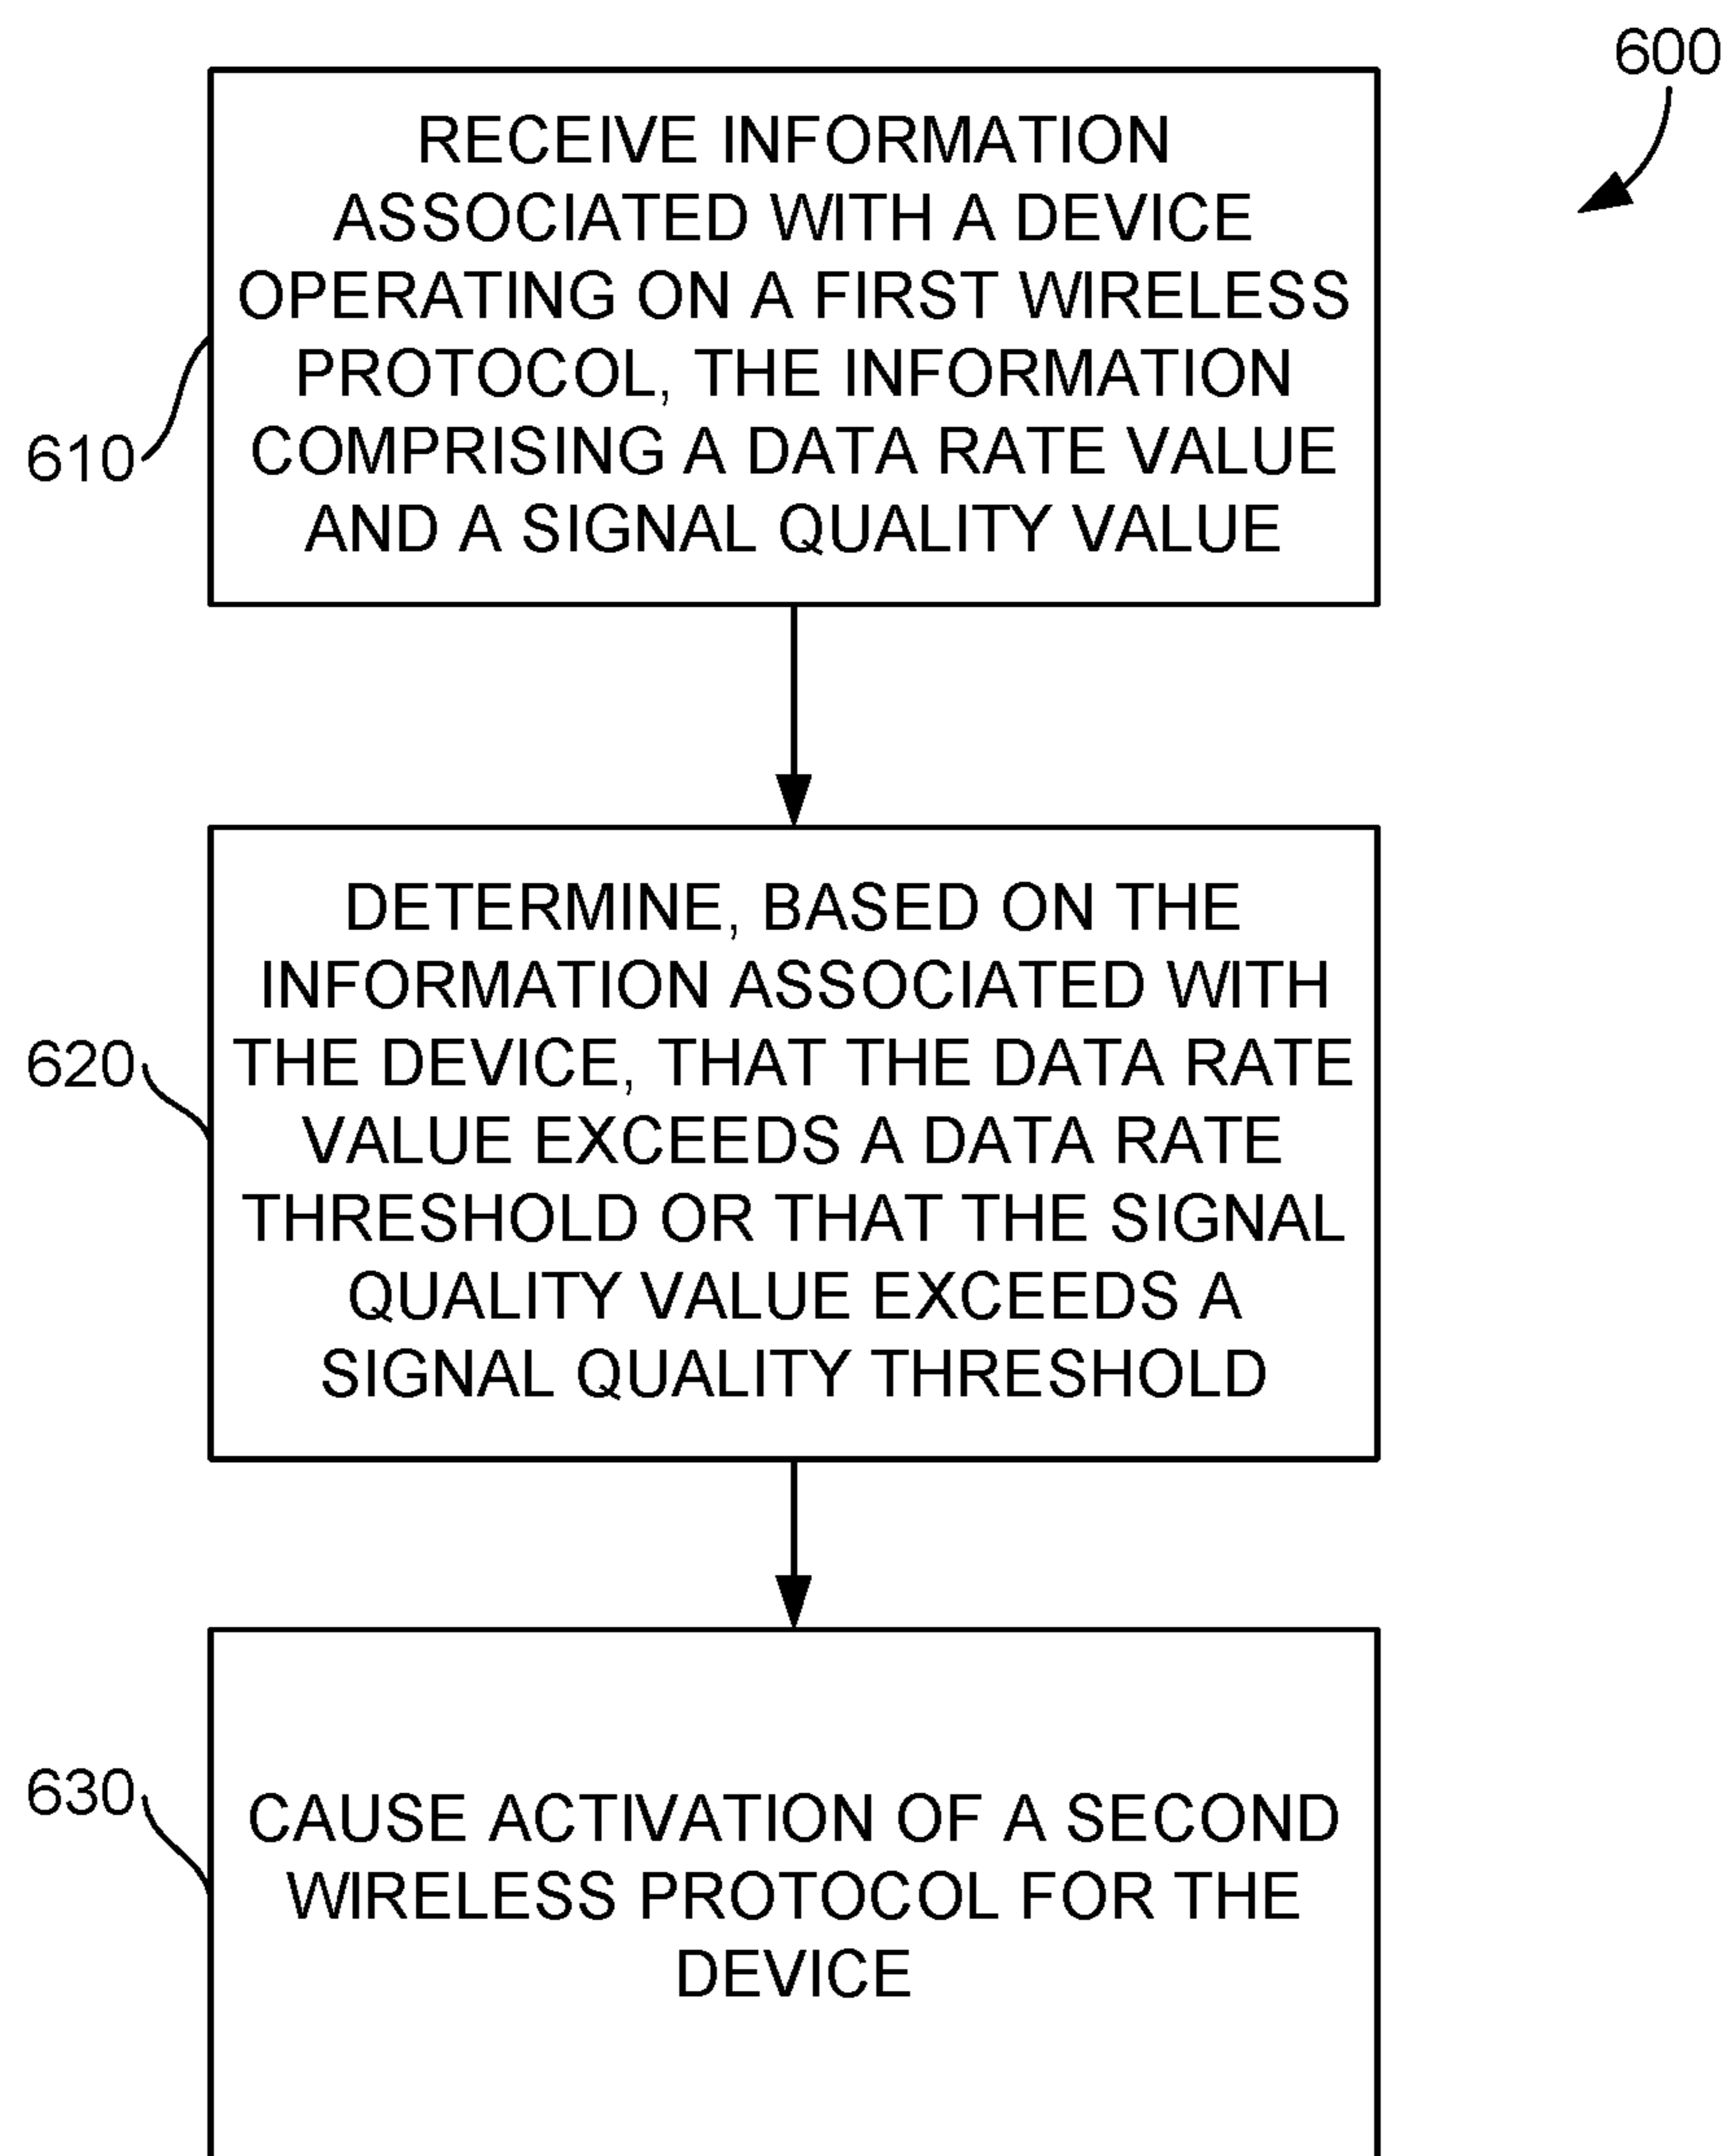 600
RECEIVE INFORMATION
ASSOCIATED WITH A DEVICE
OPERATING ON A FIRST WIRELESS
PROTOCOL, THE INFORMATION
COMPRISING A DATA RATE VALUE
AND A SIGNAL QUALITY VALUE
610
DETERMINE, BASED ON THE
INFORMATION ASSOCIATED WITH
THE DEVICE, THAT THE DATA RATE
VALUE EXCEEDS A DATA RATE
THRESHOLD OR THAT THE SIGNAL
QUALITY VALUE EXCEEDS A
SIGNAL QUALITY THRESHOLD
620
CAUSE ACTIVATION OF A SECOND
WIRELESS PROTOCOL FOR THE
DEVICE
630